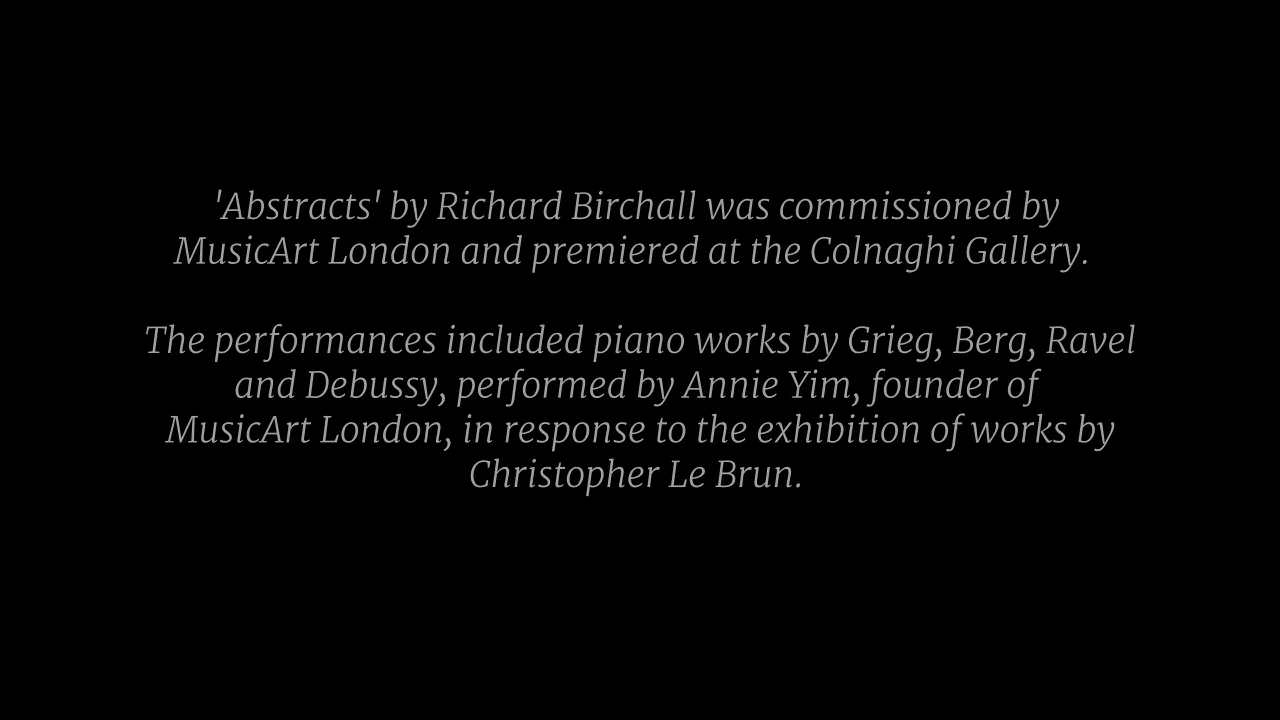 'Abstracts' by Richard Birchall was commissioned by
MusicArt London and premiered at the Colnaghi Gallery.
The performances included piano works by Grieg, Berg, Ravel
and Debussy, performed by Annie Yim, founder of
MusicArt London, in response to the exhibition of works by
Christopher Le Brun.